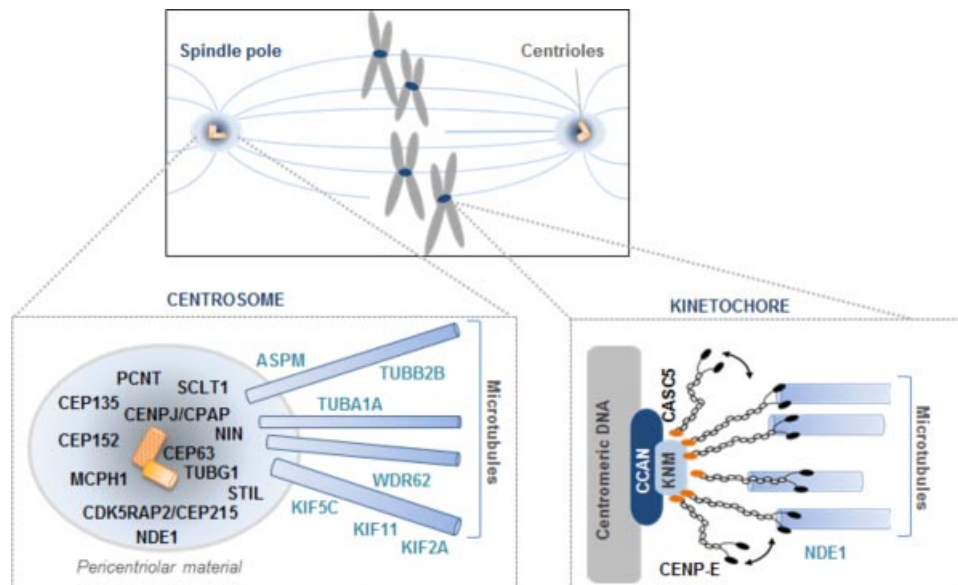 Spindle pole
Centrioles
CENTROSOME
ASPM
TUBB2B
PCNT
SCLT1
CEP135
CENPJ/CPAP
TUBA1A
NIN
CEP152
CEP63
MCPH1
TUBG1
WDR62
STIL
KIF5C
CDK5RAP2/CEP215
KIF11
NDE1
KIF2A
Pericentriolar material
Microtubules
KINETOCHORE
Centromeric DNA
CCAN
KNM
CASC5
CENP-E
NDE1
Microtubules